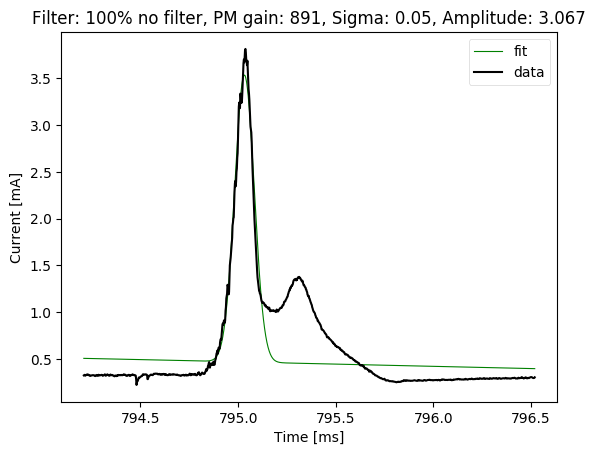 Filter: 100% no filter, PM gain: 891, Sigma: 0.05, Amplitude: 3.067
fit
data
3.5
3.0
2.5
2.0
1.5
1.0
0.5
Current [mA]
794.5
795.0
795.5
796.0
796.5
Time [ms]